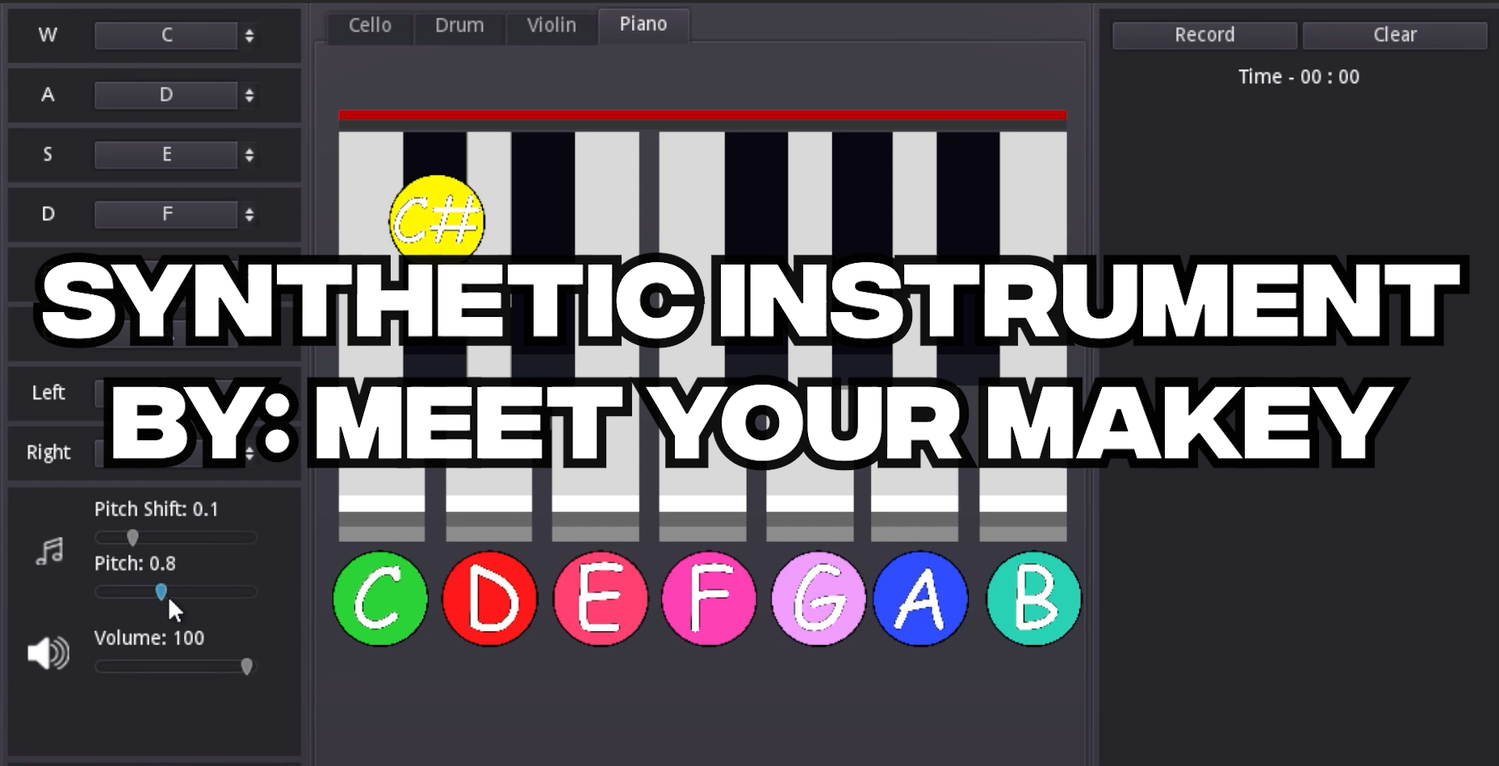 W C
A D
S E
D F
Left
Right
Pitch Shift: 0.1
Pitch: 0.8
Volume: 100
Cello Drum Violin Piano
C#
SYNTHETIC INSTRUMENT
BY: MEET YOUR MAKEY
C D E F G A B
Record Clear
Time - 00 : 00